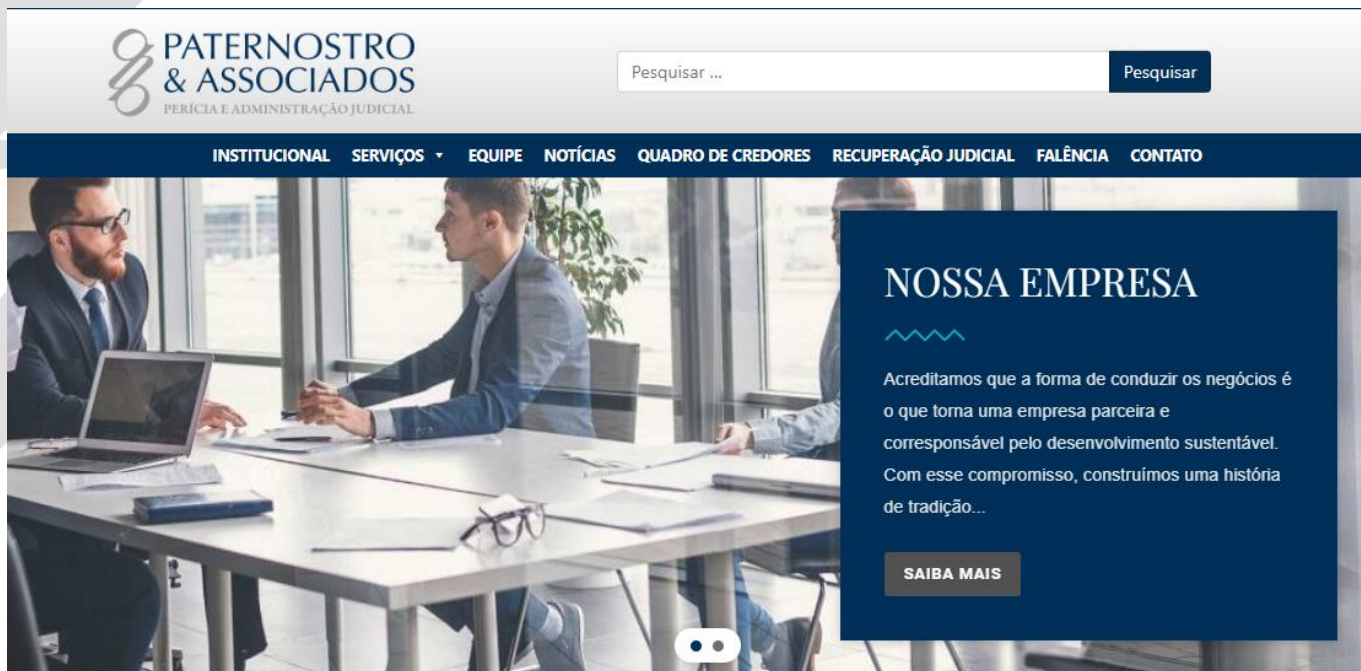 PATERNOSTRO
& ASSOCIADOS
PERÍCIA E ADMINISTRAÇÃO JUDICIAL
Pesquisar ...
Pesquisar
INSTITUCIONAL SERVIÇOS EQUIPE NOTÍCIAS QUADRO DE CREDORES RECUPERAÇÃO JUDICIAL FALÊNCIA CONTATO
NOSSA EMPRESA
Acreditamos que a forma de conduzir os negócios é
o que torna uma empresa parceira e
corresponsável pelo desenvolvimento sustentável.
Com esse compromisso, construímos uma história
de tradição...
SAIBA MAIS